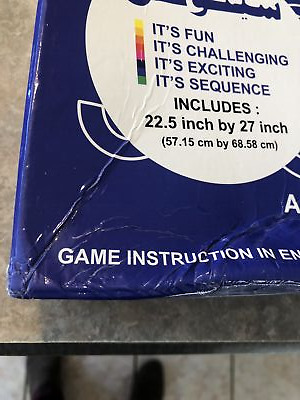 IT'S FUN
IT'S CHALLENGING
IT'S EXCITING
IT'S SEQUENCE
INCLUDES :
22.5 inch by 27 inch
(57.15 cm by 68.58 cm)
A
GAME INSTRUCTION IN EN